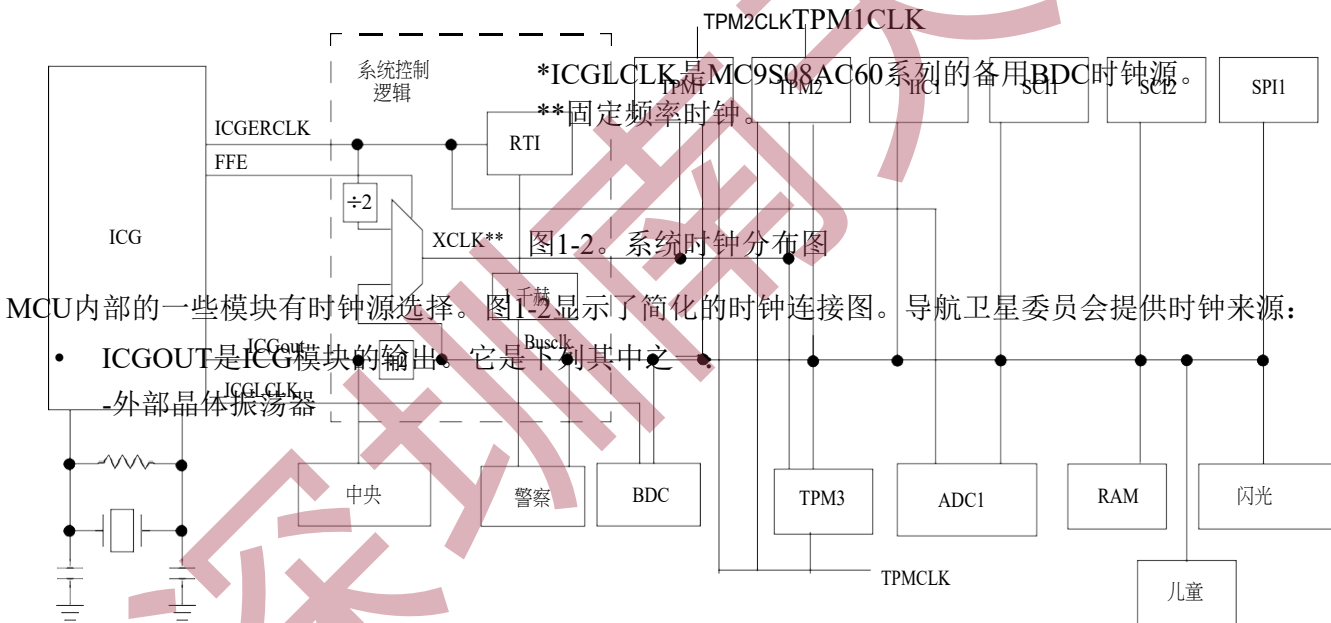 TPM2CLK TPM1CLK
系统控制
逻辑
*ICGLCLK是MC9S08AC60系列的备用BDC时钟源。
TPM1 TPM2 IIC1 SCI1 SCI2 SPI1
**固定频率时钟。
ICGERCLK
RTI
FFE
÷2
ICG
XCLK**
图1-2。系统时钟分布图
千赫
MCU内部的一些模块有时钟源选择。图1-2显示了简化的时钟连接图。导航卫星委员会提供时钟来源：
ICGout
÷2
Busclk
• ICGOUT是ICG模块的输出。它是下列其中之一：
ICGLCLK
-外部晶体振荡器
中央
警察
BDC
TPM3
ADC1
RAM
闪光
TPMCLK
儿童
深圳南天